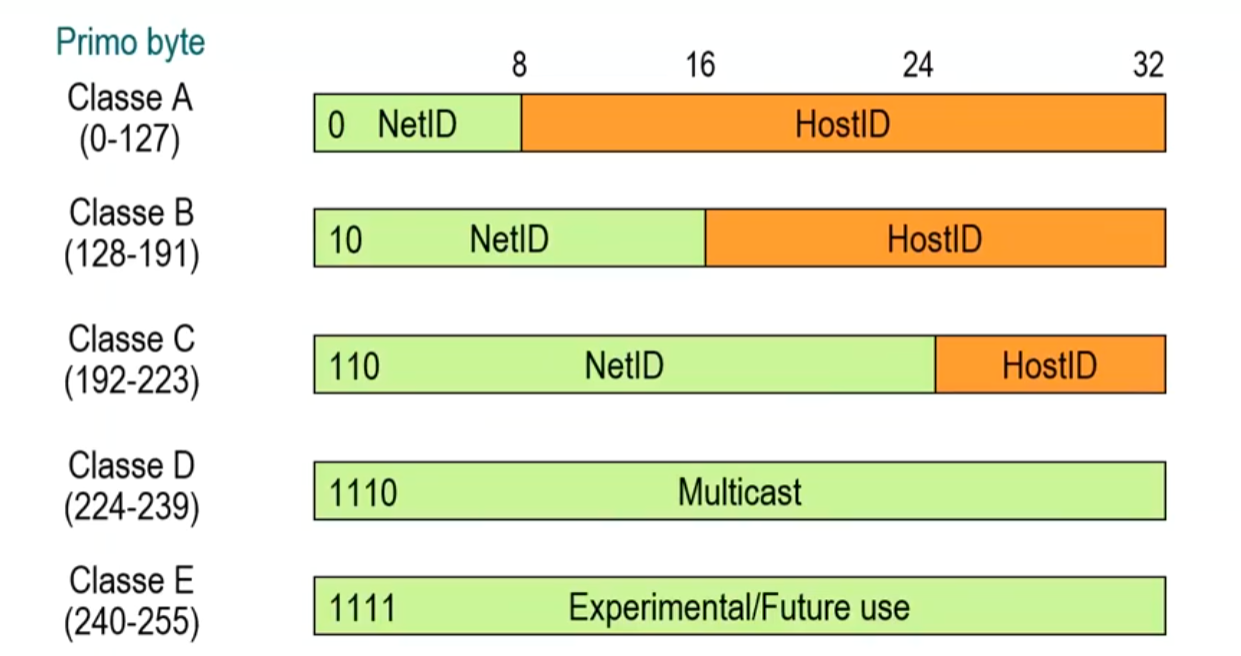 Primo byte
8 16 24 32
Classe A
(0-127)
0 NetID HostID
Classe B
(128-191)
10 NetID HostID
Classe C
(192-223)
110 NetID HostID
Classe D
(224-239)
1110 Multicast
Classe E
(240-255)
1111 Experimental/Future use